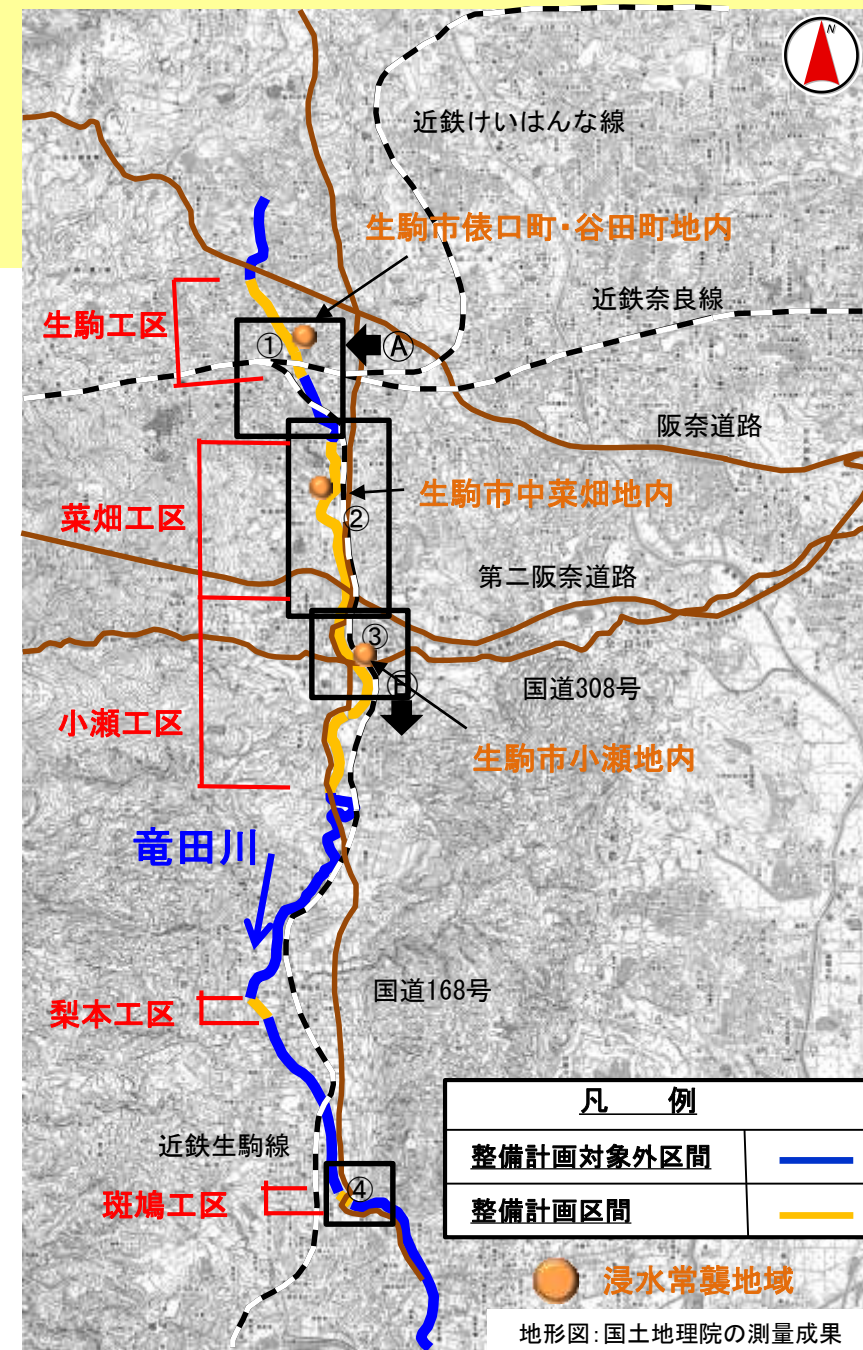 N
近鉄けいはんな線
生駒市俵口町・谷田町地内
近鉄奈良線
生駒工区
①
Ⓐ
阪奈道路
菜畑工区
生駒市中菜畑地内
②
第二阪奈道路
③
国道308号
小瀬工区
生駒市小瀬地内
竜田川
国道168号
梨本工区
近鉄生駒線
斑鳩工区
④
凡　例
整備計画対象外区間
整備計画区間
浸水常襲地域
地形図:国土地理院の測量成果